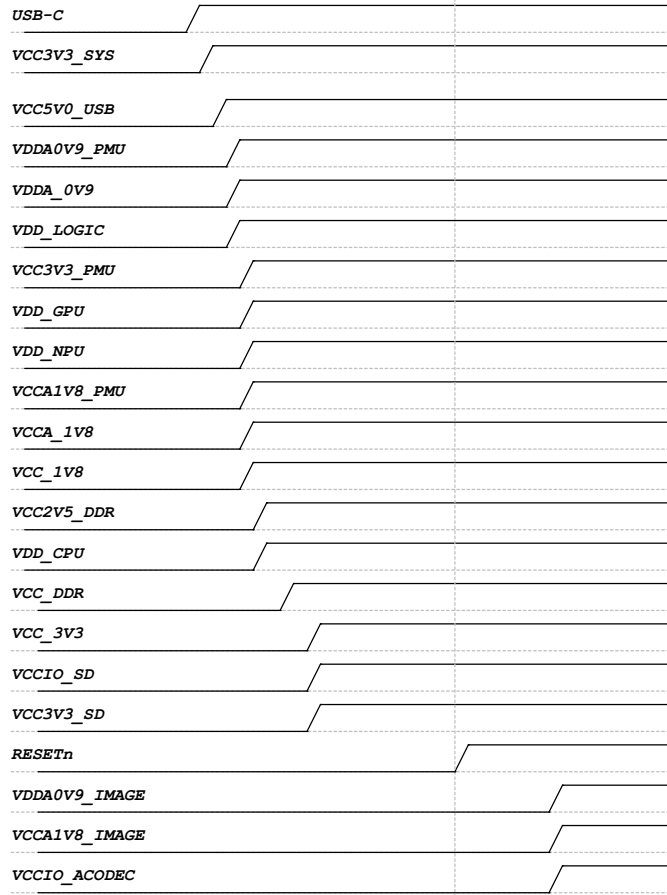 USB-C
VCC3V3_SYS
VCC5V0_USB
VDDA0V9_PMU
VDDA_0V9
VDD_LOGIC
VCC3V3_PMU
VDD_GPU
VDD_NPU
VCCA1V8_PMU
VCCA_1V8
VCC_1V8
VCC2V5_DDR
VDD_CPU
VCC_DDR
VCC_3V3
VCCIO_SD
VCC3V3_SD
RESETn
VDDA0V9_IMAGE
VCCA1V8_IMAGE
VCCIO_ACODEC